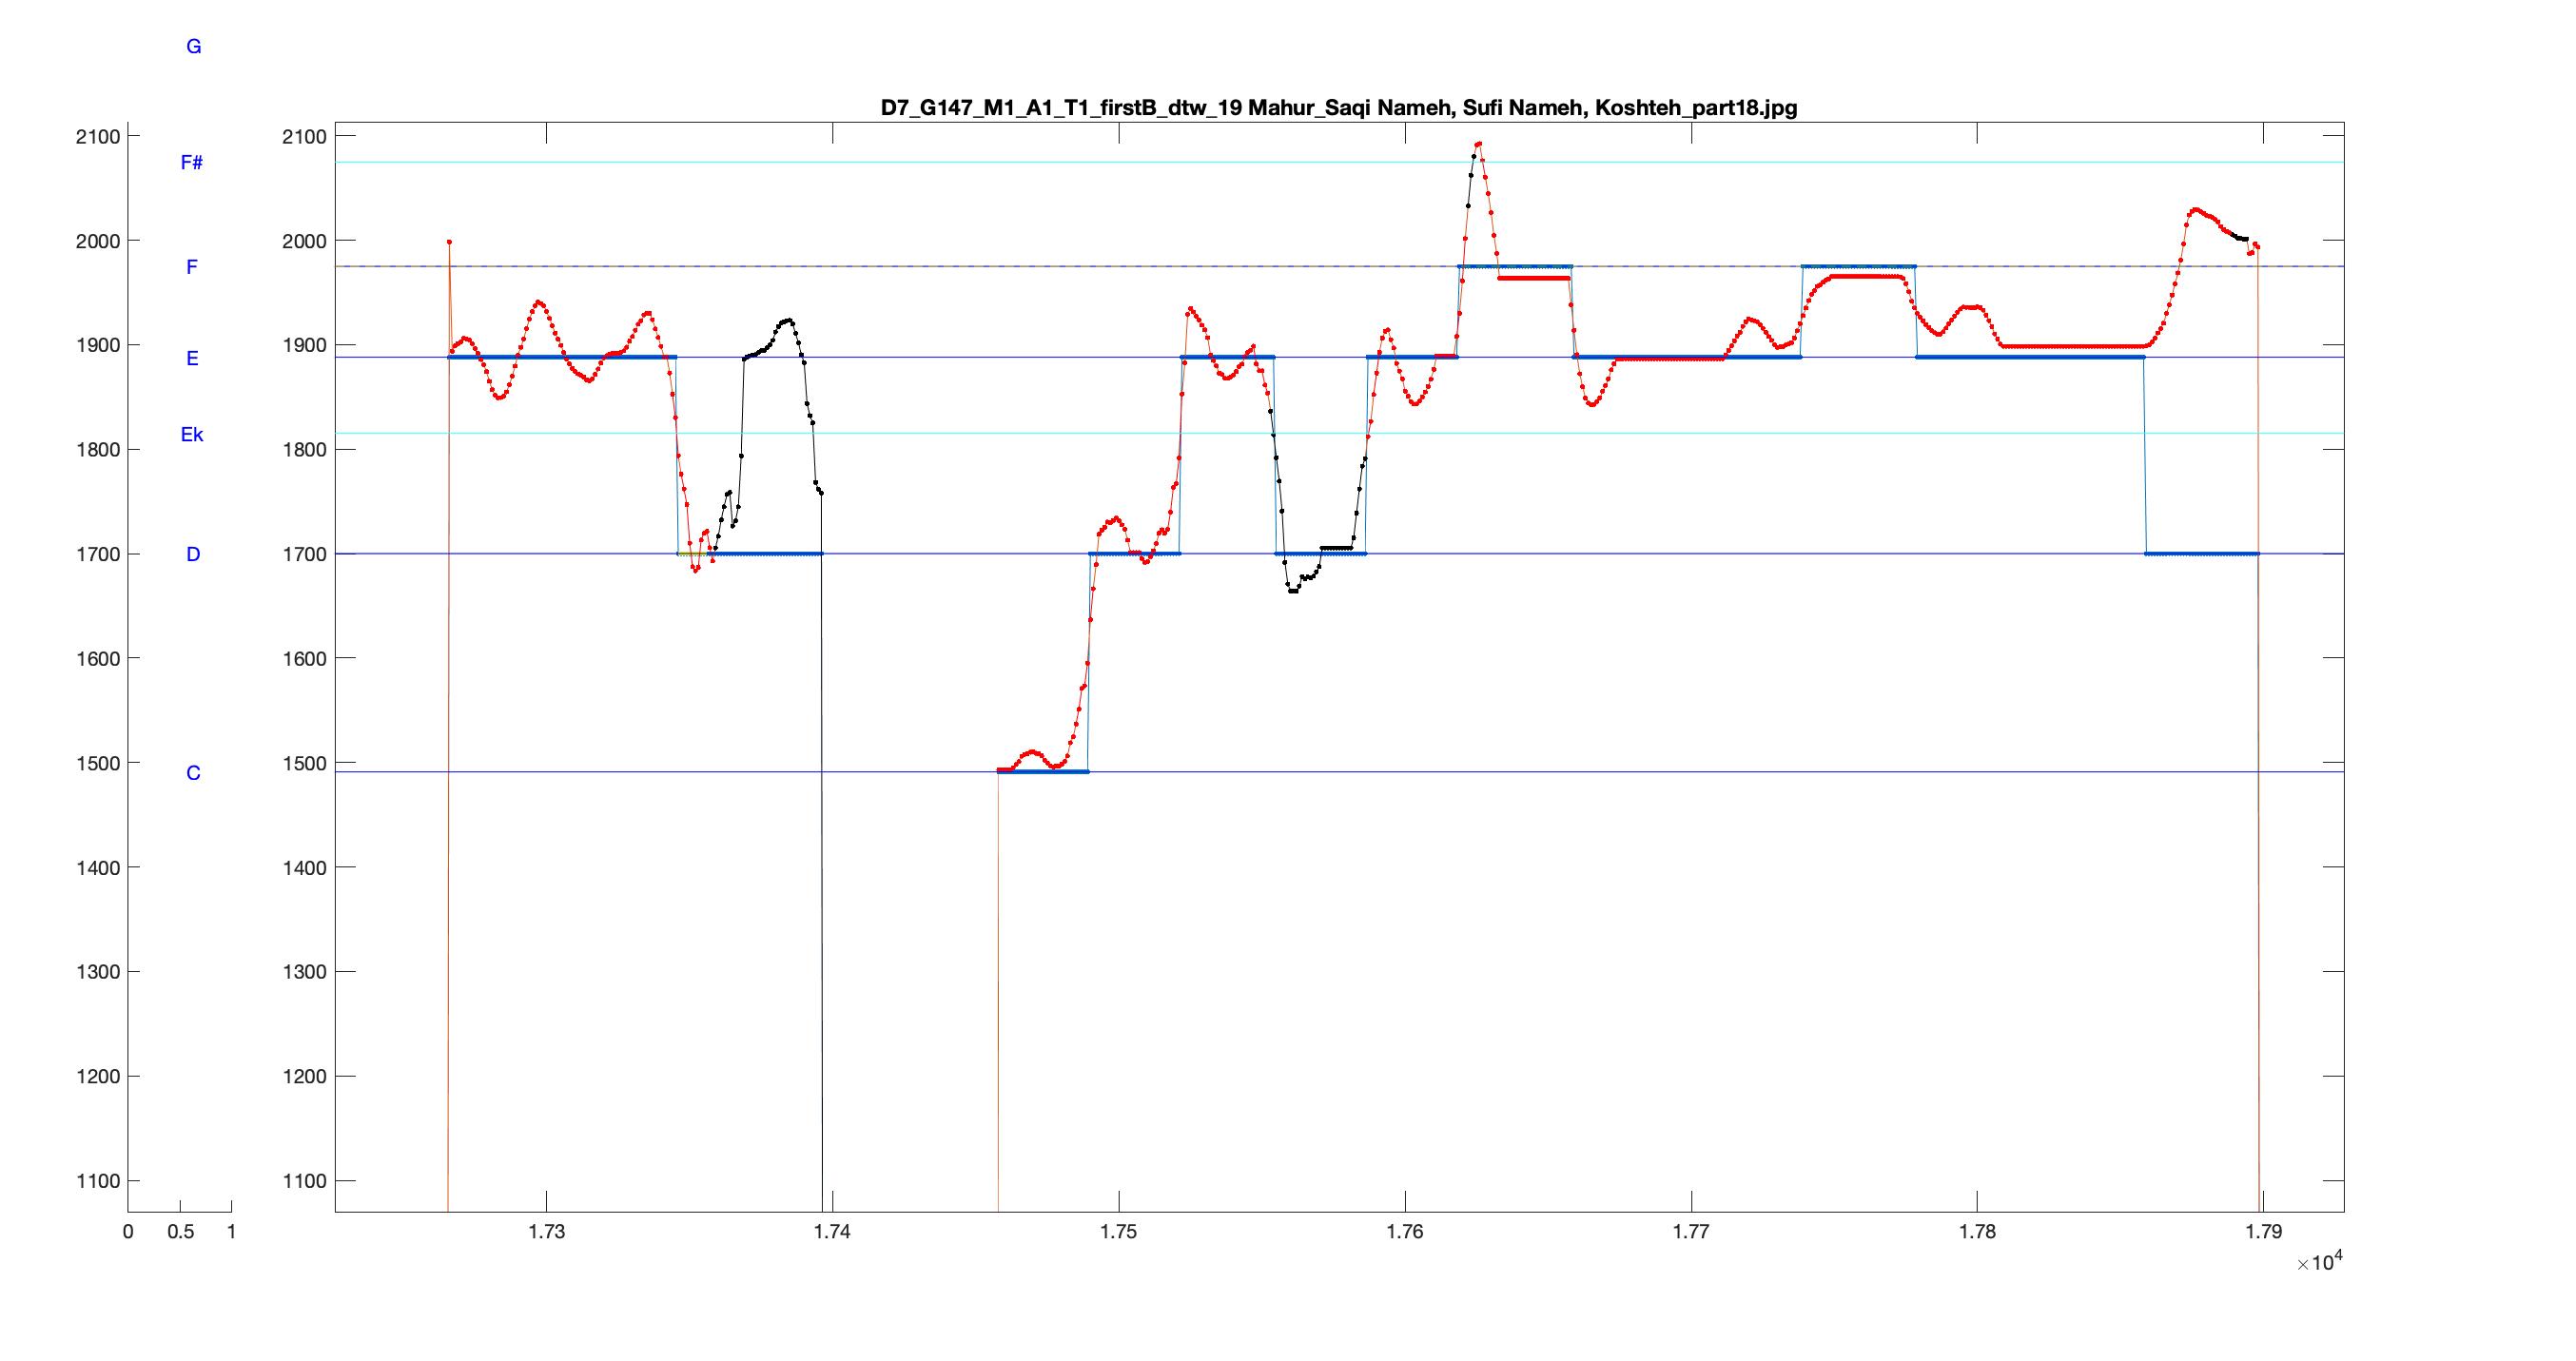 G
D7_G147_M1_A1_T1_firstB_dtw_19 Mahur_Saqi Nameh, Sufi Nameh, Koshteh_part18.jpg
2100 2100
F#
2000 2000
F
1900 1900
E
Ek
1800 1800
1700 D 1700
1600 1600
1500 1500
C
1400 1400
1300 1300
1200 1200
1100 1100
0 0.5 1 1.73 1.74 1.75 1.76 1.77 1.78 1.79
×10⁴